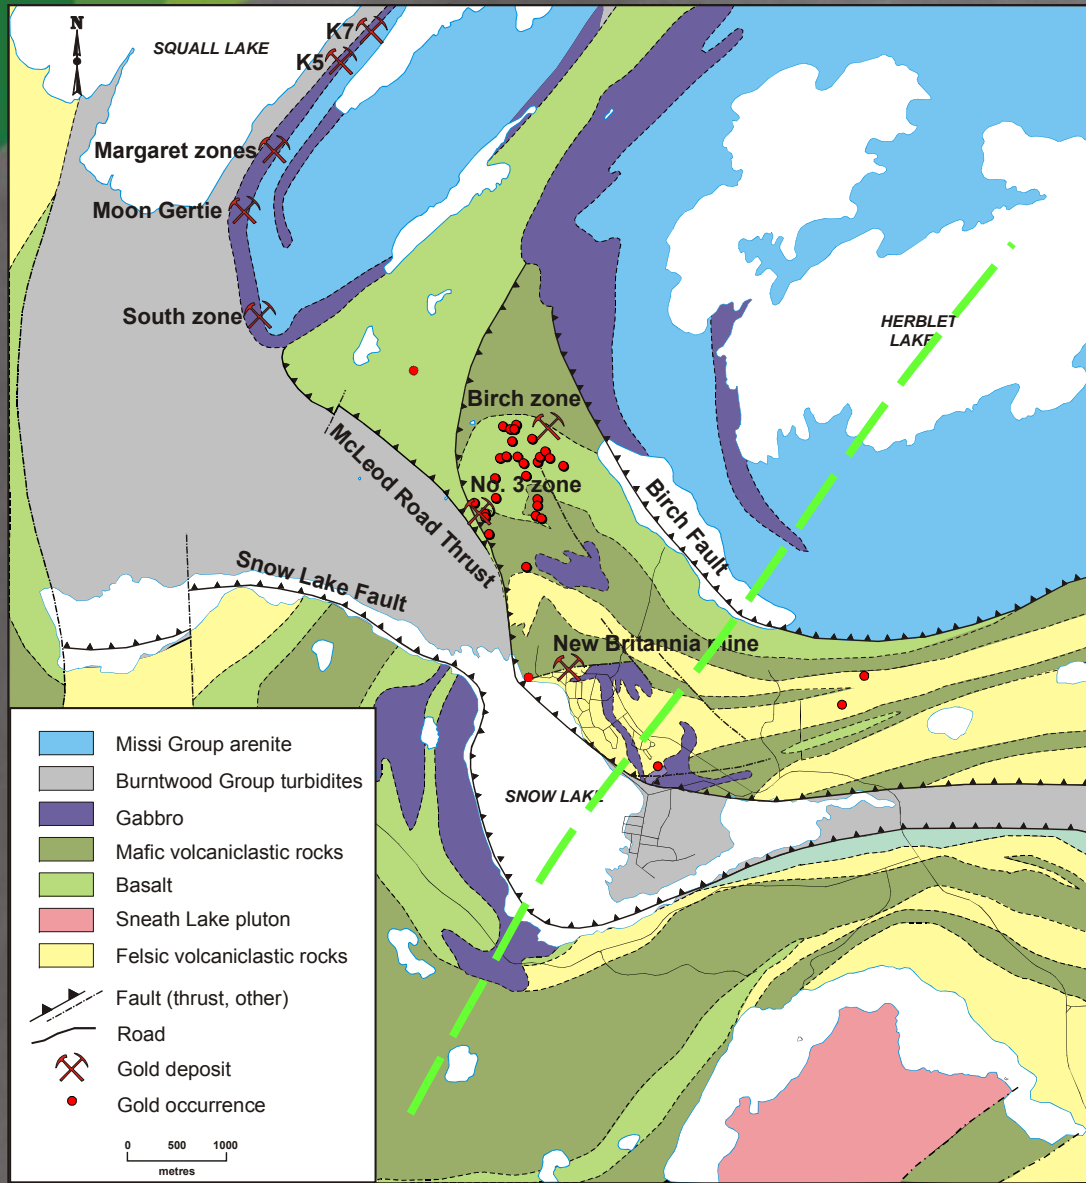 N
SQUALL LAKE
K7
K5
Margaret zones
Moon Gertie
South zone
HERBLET
LAKE
Birch zone
McLeod Road Thrust
No. 3 zone
Birch Fault
Snow Lake Fault
New Britannia mine
SNOW LAKE
Missi Group arenite
Burntwood Group turbidites
Gabbro
Mafic volcaniclastic rocks
Basalt
Sneath Lake pluton
Felsic volcaniclastic rocks
Fault (thrust, other)
Road
Gold deposit
Gold occurrence
0 500 1000
metres